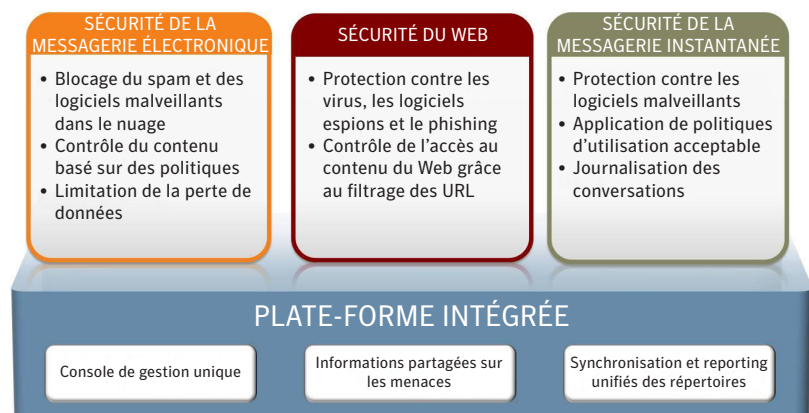 SÉCURITÉ DE LA
MESSAGERIE ÉLECTRONIQUE
• Blocage du spam et des
logiciels malveillants
dans le nuage
• Contrôle du contenu
basé sur des politiques
• Limitation de la perte de
données
SÉCURITÉ DU WEB
• Protection contre les
virus, les logiciels
espions et le phishing
• Contrôle de l’accès au
contenu du Web grâce
au filtrage des URL
SÉCURITÉ DE LA
MESSAGERIE INSTANTANÉE
• Protection contre les
logiciels malveillants
• Application de politiques
d’utilisation acceptable
• Journalisation des
conversations
PLATE-FORME INTÉGRÉE
Console de gestion unique
Informations partagées sur
les menaces
Synchronisation et reporting
unifiés des répertoires